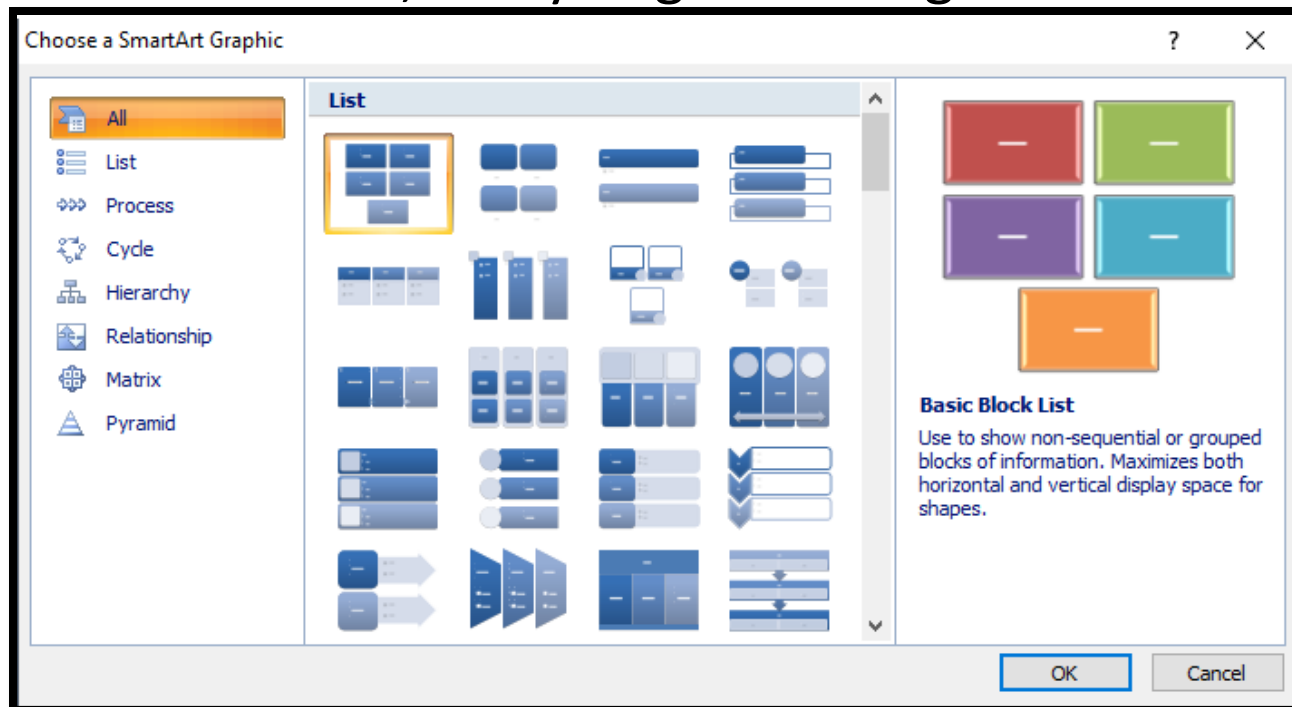 Choose a SmartArt Graphic
?
All
List
Process
Cycle
Hierarchy
Relationship
Matrix
Pyramid
List
Basic Block List
Use to show non-sequential or grouped
blocks of information. Maximizes both
horizontal and vertical display space for
shapes.
OK
Cancel